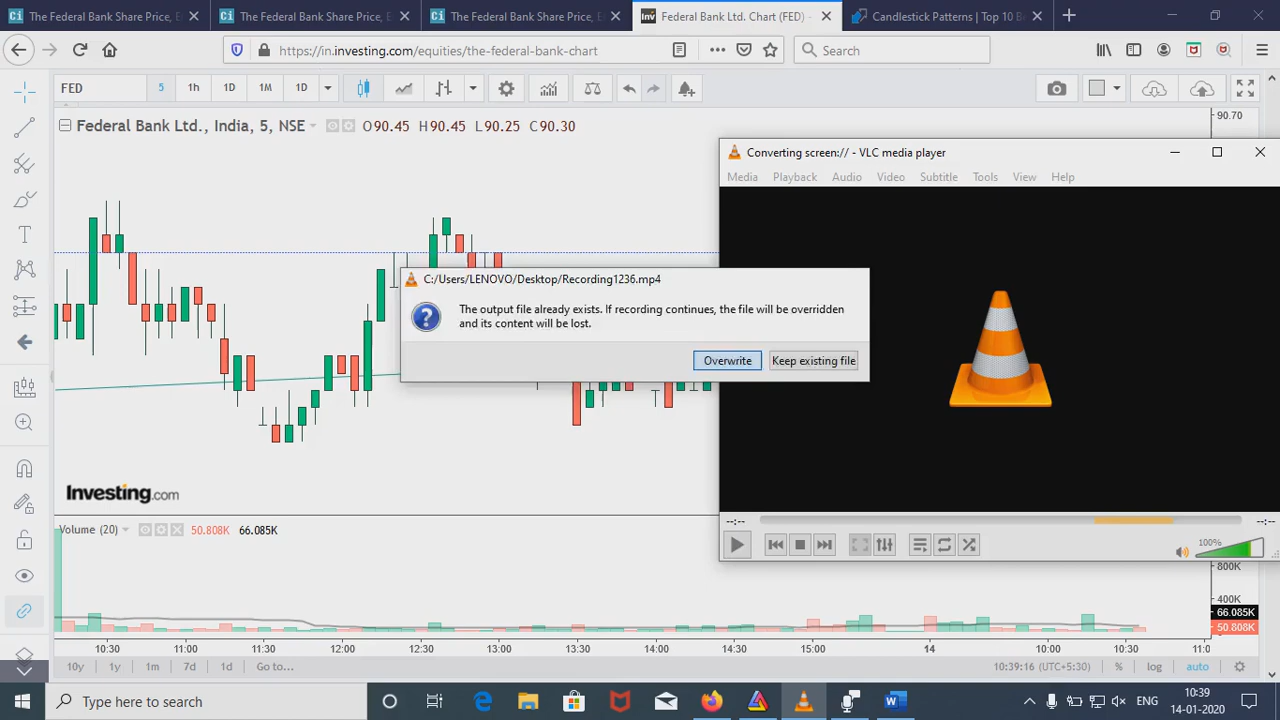 The Federal Bank Share Price, E
The Federal Bank Share Price, E
The Federal Bank Share Price, E
Inv
Federal Bank Ltd. Chart (FED) -
Candlestick Patterns | Top 10 B
https://in.investing.com/equities/the-federal-bank-chart
Search
FED
5
1h
1D
1M
1D
Federal Bank Ltd., India, 5, NSE
O90.45 H90.45 L90.25 C90.30
90.70
Converting screen:// - VLC media player
Media Playback Audio Video Subtitle Tools View Help
C:/Users/LENOVO/Desktop/Recording1236.mp4
The output file already exists. If recording continues, the file will be overridden
and its content will be lost.
Overwrite
Keep existing file
Investing.com
--:--
--:--
100%
Volume (20)
50.808K 66.085K
800K
400K
66.085K
50.808K
10:30 11:00 11:30 12:00 12:30 13:00 13:30 14:00 14:30 15:00 14 10:00 10:30 11:0
10y 1y 1m 7d 1d Go to...
10:39:16 (UTC+5:30) % log auto
Type here to search
ENG
10:39
14-01-2020